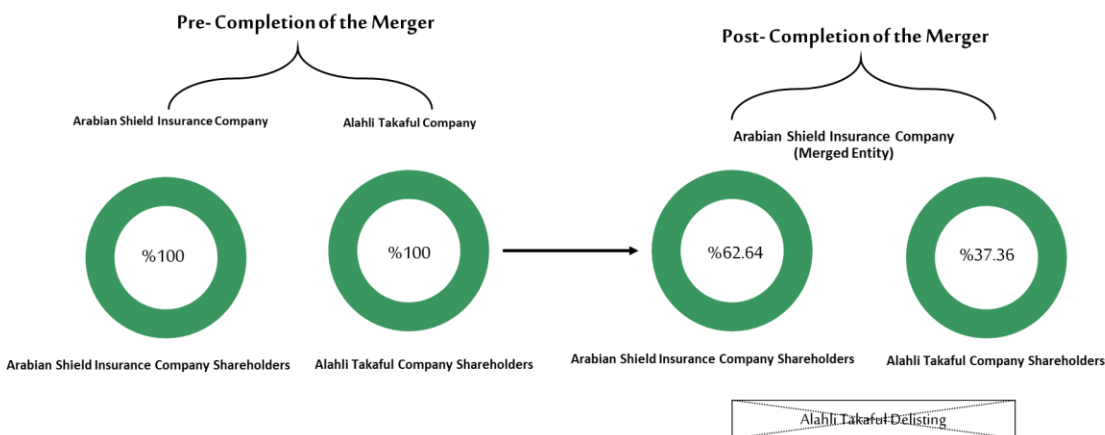 Pre- Completion of the Merger
Arabian Shield Insurance Company
Alahli Takaful Company
%100
%100
Arabian Shield Insurance Company Shareholders
Alahli Takaful Company Shareholders
Post- Completion of the Merger
Arabian Shield Insurance Company
(Merged Entity)
%62.64
%37.36
Arabian Shield Insurance Company Shareholders
Alahli Takaful Company Shareholders
Alahli Takaful Delisting